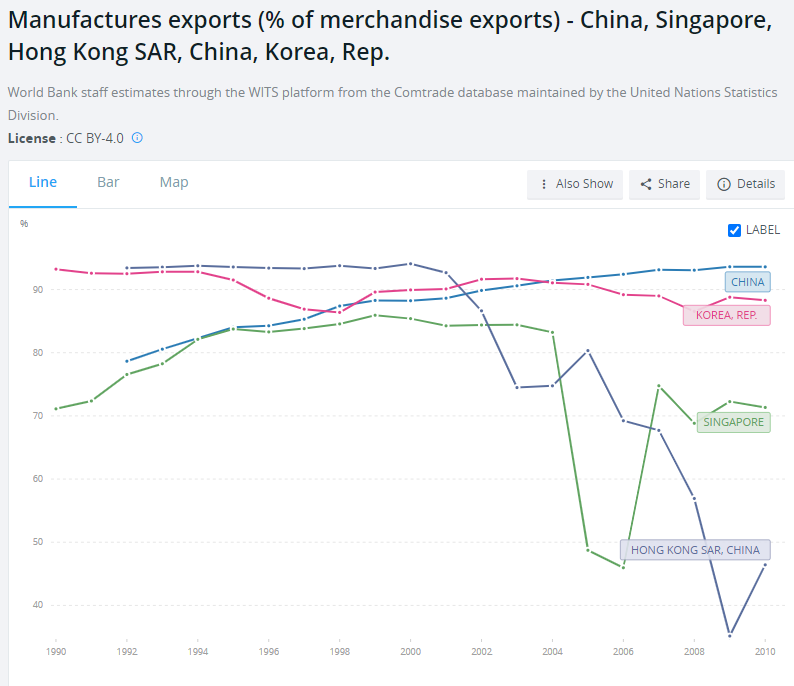 Manufactures exports (% of merchandise exports) - China, Singapore,
Hong Kong SAR, China, Korea, Rep.
World Bank staff estimates through the WITS platform from the Comtrade database maintained by the United Nations Statistics
Division.
License : CC BY-4.0
Line Bar Map Also Show Share Details
%
LABEL
90
CHINA
KOREA, REP.
80
70
SINGAPORE
60
50
HONG KONG SAR, CHINA
40
1990 1992 1994 1996 1998 2000 2002 2004 2006 2008 2010